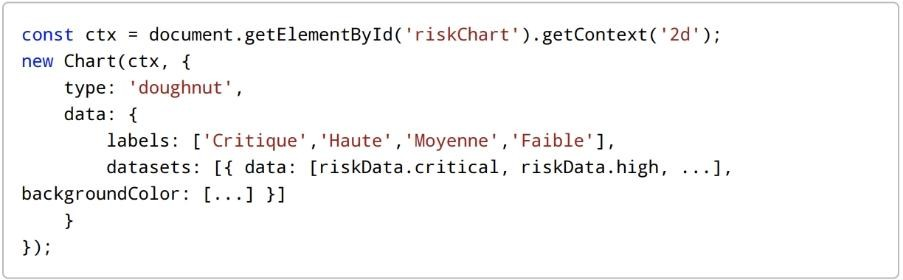 const ctx = document.getElementById('riskChart').getContext('2d');
new Chart(ctx, {
    type: 'doughnut',
    data: {
        labels: ['Critique','Haute','Moyenne','Faible'],
        datasets: [{ data: [riskData.critical, riskData.high, ...],
backgroundColor: [...] }]
    }
});